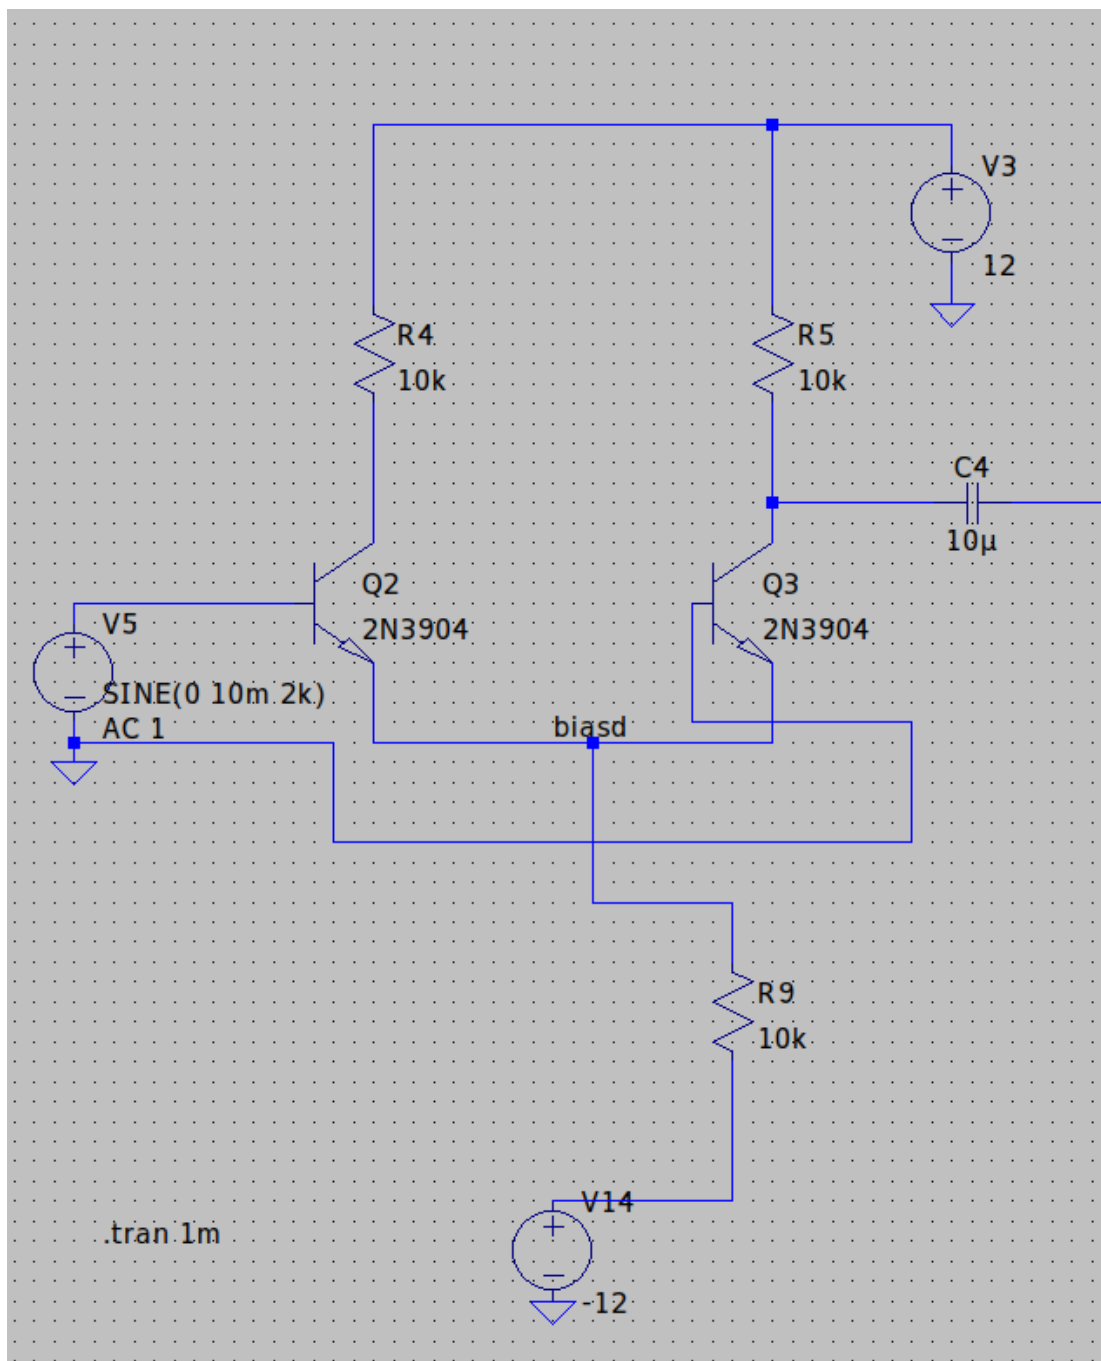 V3
+
12
R4
10k
R5
10k
C4
10µ
Q2
2N3904
Q3
2N3904
V5
+
SINE(0 10m 2k)
AC 1
biasd
R9
10k
V14
+
-12
.tran 1m